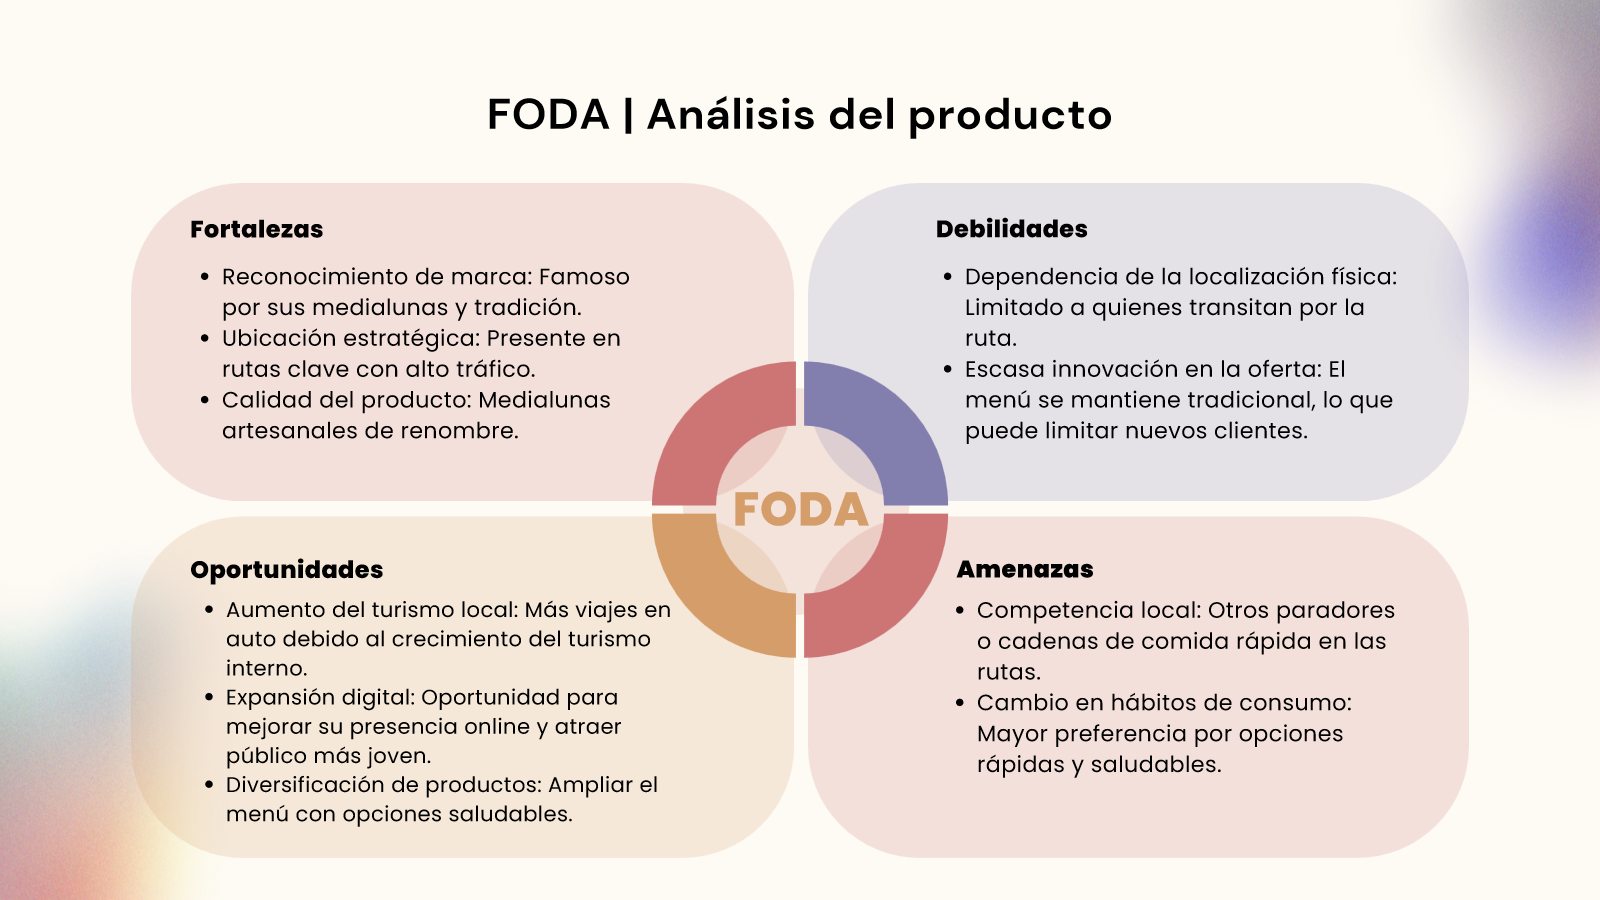 FODA | Análisis del producto
Fortalezas
• Reconocimiento de marca: Famoso
por sus medialunas y tradición.
• Ubicación estratégica: Presente en
rutas clave con alto tráfico.
• Calidad del producto: Medialunas
artesanales de renombre.
Debilidades
• Dependencia de la localización física:
Limitado a quienes transitan por la
ruta.
• Escasa innovación en la oferta: El
menú se mantiene tradicional, lo que
puede limitar nuevos clientes.
FODA
Oportunidades
• Aumento del turismo local: Más viajes en
auto debido al crecimiento del turismo
interno.
• Expansión digital: Oportunidad para
mejorar su presencia online y atraer
público más joven.
• Diversificación de productos: Ampliar el
menú con opciones saludables.
Amenazas
• Competencia local: Otros paradores
o cadenas de comida rápida en las
rutas.
• Cambio en hábitos de consumo:
Mayor preferencia por opciones
rápidas y saludables.